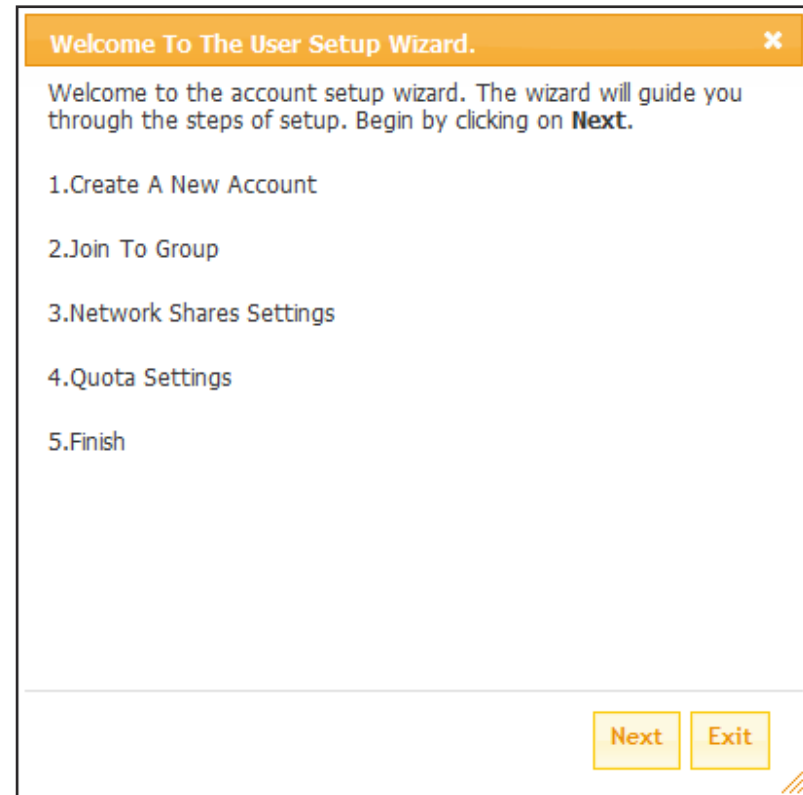 Welcome To The User Setup Wizard.
Welcome to the account setup wizard. The wizard will guide you
through the steps of setup. Begin by clicking on Next.
1.Create A New Account
2.Join To Group
3.Network Shares Settings
4.Quota Settings
5.Finish
Next Exit